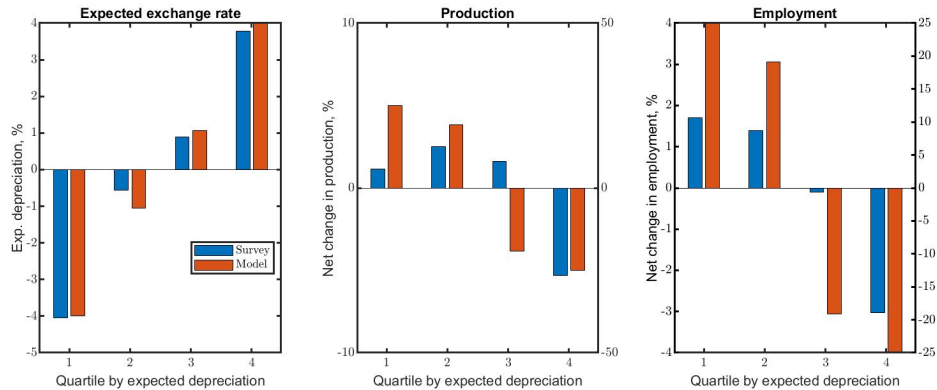 Expected exchange rate
Exp. depreciation, %
4
3
2
1
0
-1
-2
-3
-4
-5
Survey
Model
1 2 3 4
Quartile by expected depreciation
Production
Net change in production, %
10
0
-10
50
0
-50
1 2 3 4
Quartile by expected depreciation
Employment
Net change in employment, %
4
3
2
1
0
-1
-2
-3
-4
25
20
15
10
5
0
-5
-10
-15
-20
-25
1 2 3 4
Quartile by expected depreciation